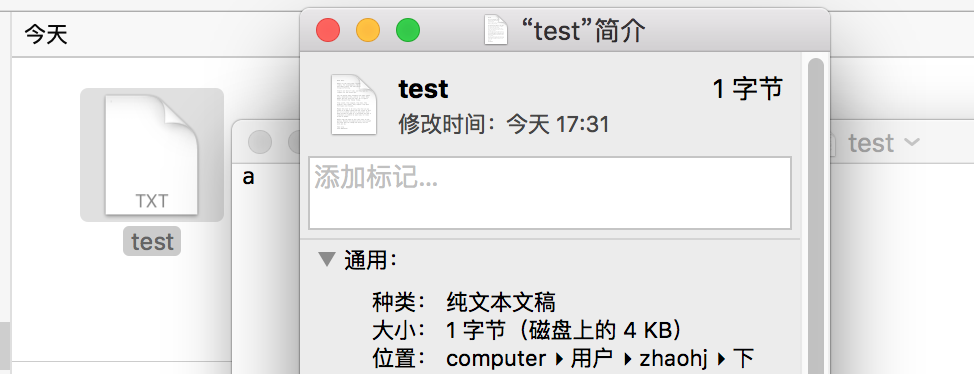 今天
TXT
test
“test”简介
test
1 字节
修改时间：今天 17:31
添加标记...
通用：
种类： 纯文本文稿
大小： 1 字节（磁盘上的 4 KB）
位置： computer ▸ 用户 ▸ zhaohj ▸ 下
test
a